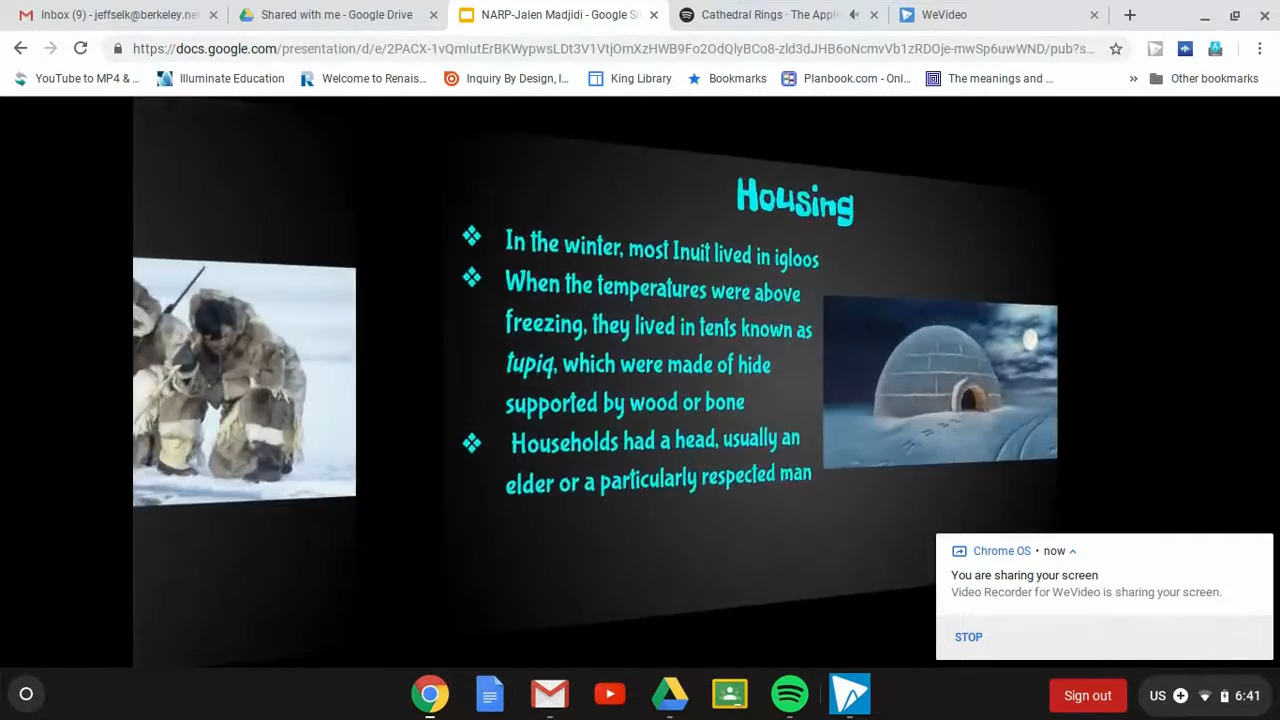 Inbox (9) - jeffselk@berkeley.ne
Shared with me - Google Drive
NARP-Jalen Madjidi - Google Sl
Cathedral Rings · The Apple
WeVideo
https://docs.google.com/presentation/d/e/2PACX-1vQmIutErBKWypwsLDt3V1VtjOmXzHWB9Fo2OdQlyBCo8-zld3dJHB6oNcmvVb1zRDOje-mwSp6uwWND/pub?s...
YouTube to MP4 & ...
Illuminate Education
Welcome to Renais...
Inquiry By Design, I...
King Library
Bookmarks
Planbook.com - Onl...
The meanings and ...
»
Other bookmarks
Housing
❖ In the winter, most Inuit lived in igloos
❖ When the temperatures were above
freezing, they lived in tents known as
tupiq, which were made of hide
supported by wood or bone
❖ Households had a head, usually an
elder or a particularly respected man
Chrome OS • now
You are sharing your screen
Video Recorder for WeVideo is sharing your screen.
STOP
Sign out
US
6:41